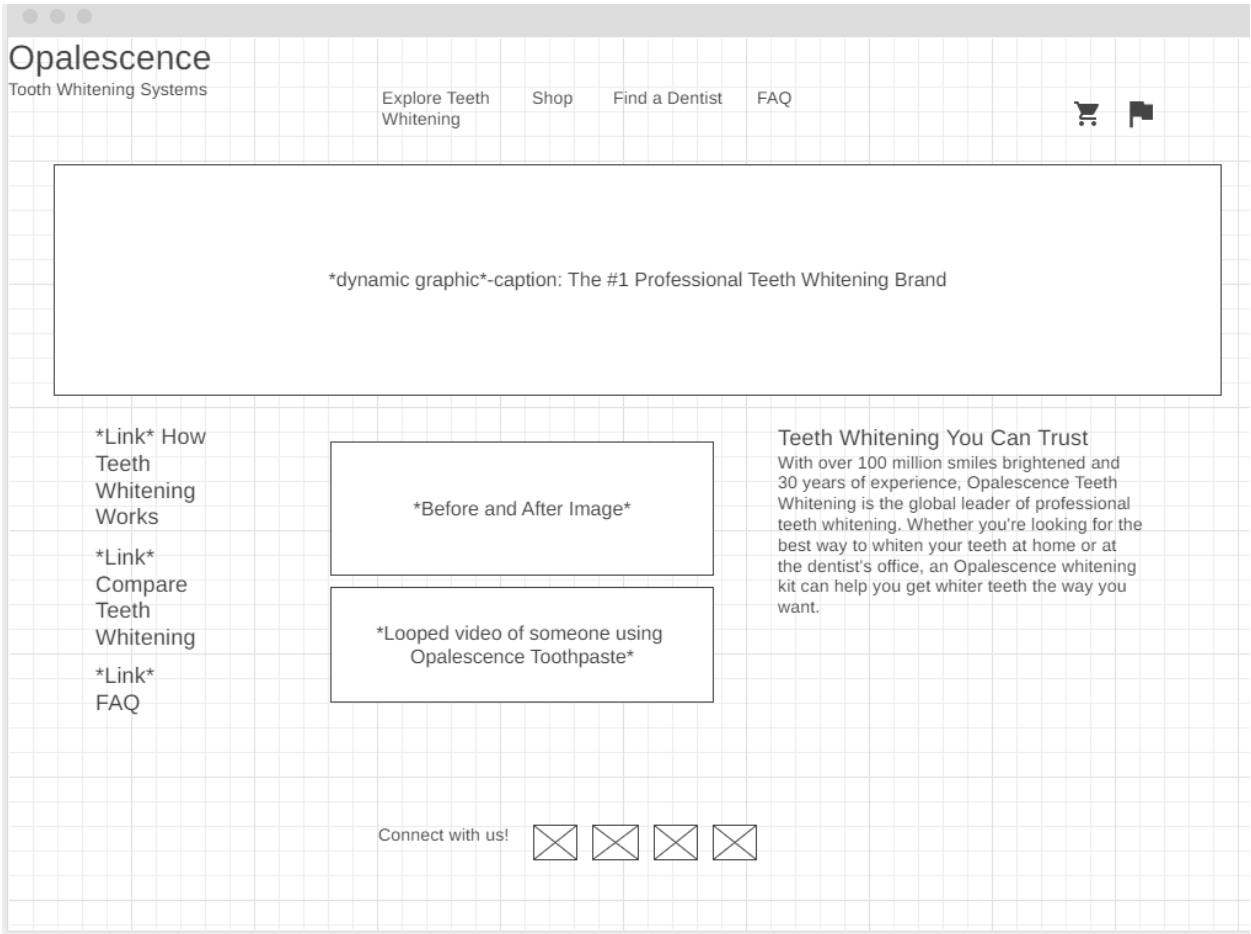 Opalescence
Tooth Whitening Systems
Explore Teeth
Whitening
Shop
Find a Dentist
FAQ
*dynamic graphic*-caption: The #1 Professional Teeth Whitening Brand
*Link* How
Teeth
Whitening
Works
*Link*
Compare
Teeth
Whitening
*Link*
FAQ
*Before and After Image*
*Looped video of someone using
Opalescence Toothpaste*
Teeth Whitening You Can Trust
With over 100 million smiles brightened and
30 years of experience, Opalescence Teeth
Whitening is the global leader of professional
teeth whitening. Whether you're looking for the
best way to whiten your teeth at home or at
the dentist's office, an Opalescence whitening
kit can help you get whiter teeth the way you
want.
Connect with us!